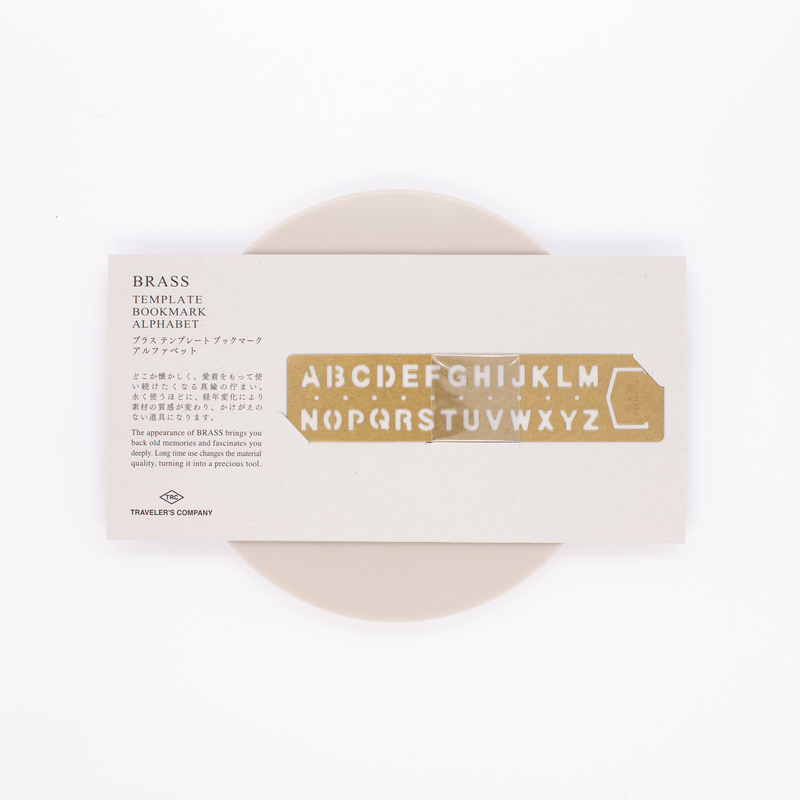 BRASS
TEMPLATE
BOOKMARK
ALPHABET
ブラス テンプレート ブックマーク
アルファベット
どこか懐かしく、愛着をもって使
い続けたくなる真鍮の佇まい。
永く使うほどに、経年変化により
素材の質感が変わり、かけがえの
ない道具になります。
The appearance of BRASS brings you
back old memories and fascinates you
deeply. Long time use changes the material
quality, turning it into a precious tool.
TRC
TRAVELER'S COMPANY
ABCDEFGHIJKLM
NOPQRSTUVWXYZ